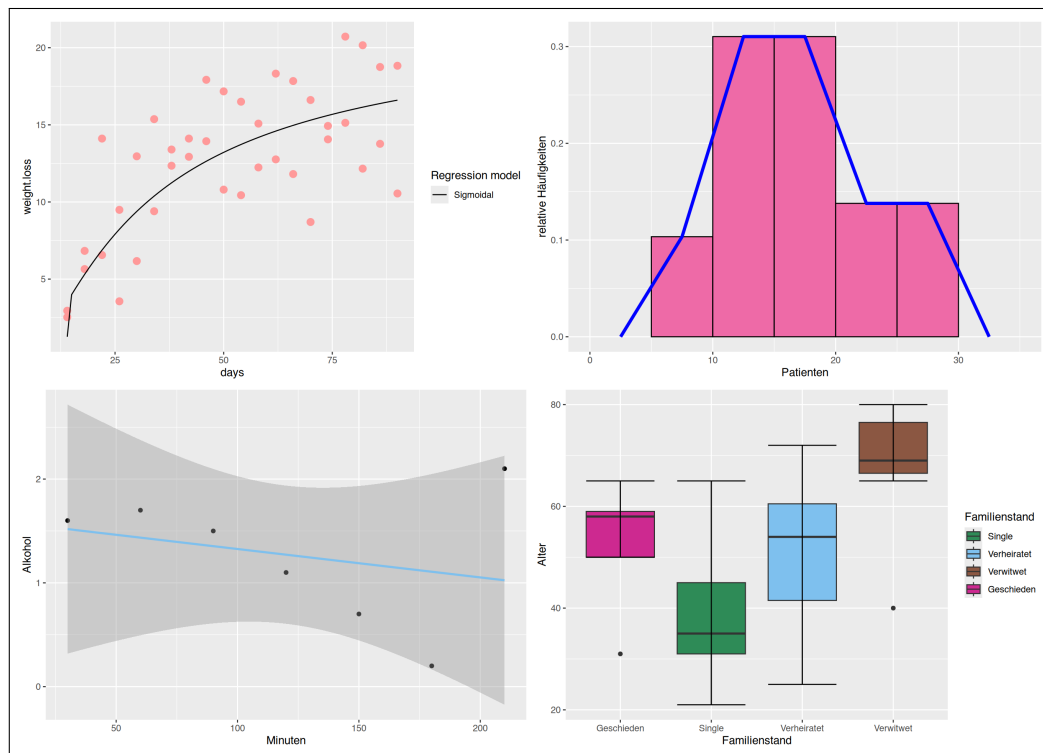 20
15
10
5
weight.loss
25
50
75
days
Regression model
Sigmoidal
0.3
0.2
0.1
0.0
relative Häufigkeiten
0
10
20
30
Patienten
2
1
0
Alkohol
50
100
150
200
Minuten
80
60
40
20
Alter
Geschieden
Single
Verheiratet
Verwitwet
Familienstand
Familienstand
Single
Verheiratet
Verwitwet
Geschieden